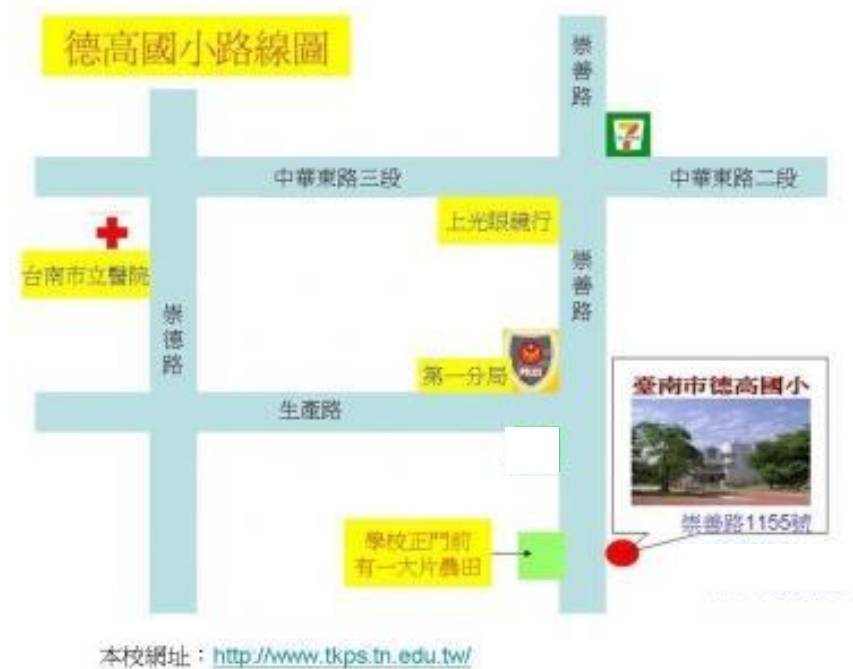 德高國小路線圖
崇善路
7
中華東路三段
中華東路二段
上光眼鏡行
台南市立醫院
崇善路
崇德路
第一分局
POLICE
臺南市德高國小
生產路
崇善路1155號
學校正門前
有一大片農田
本校網址：http://www.tkps.tn.edu.tw/